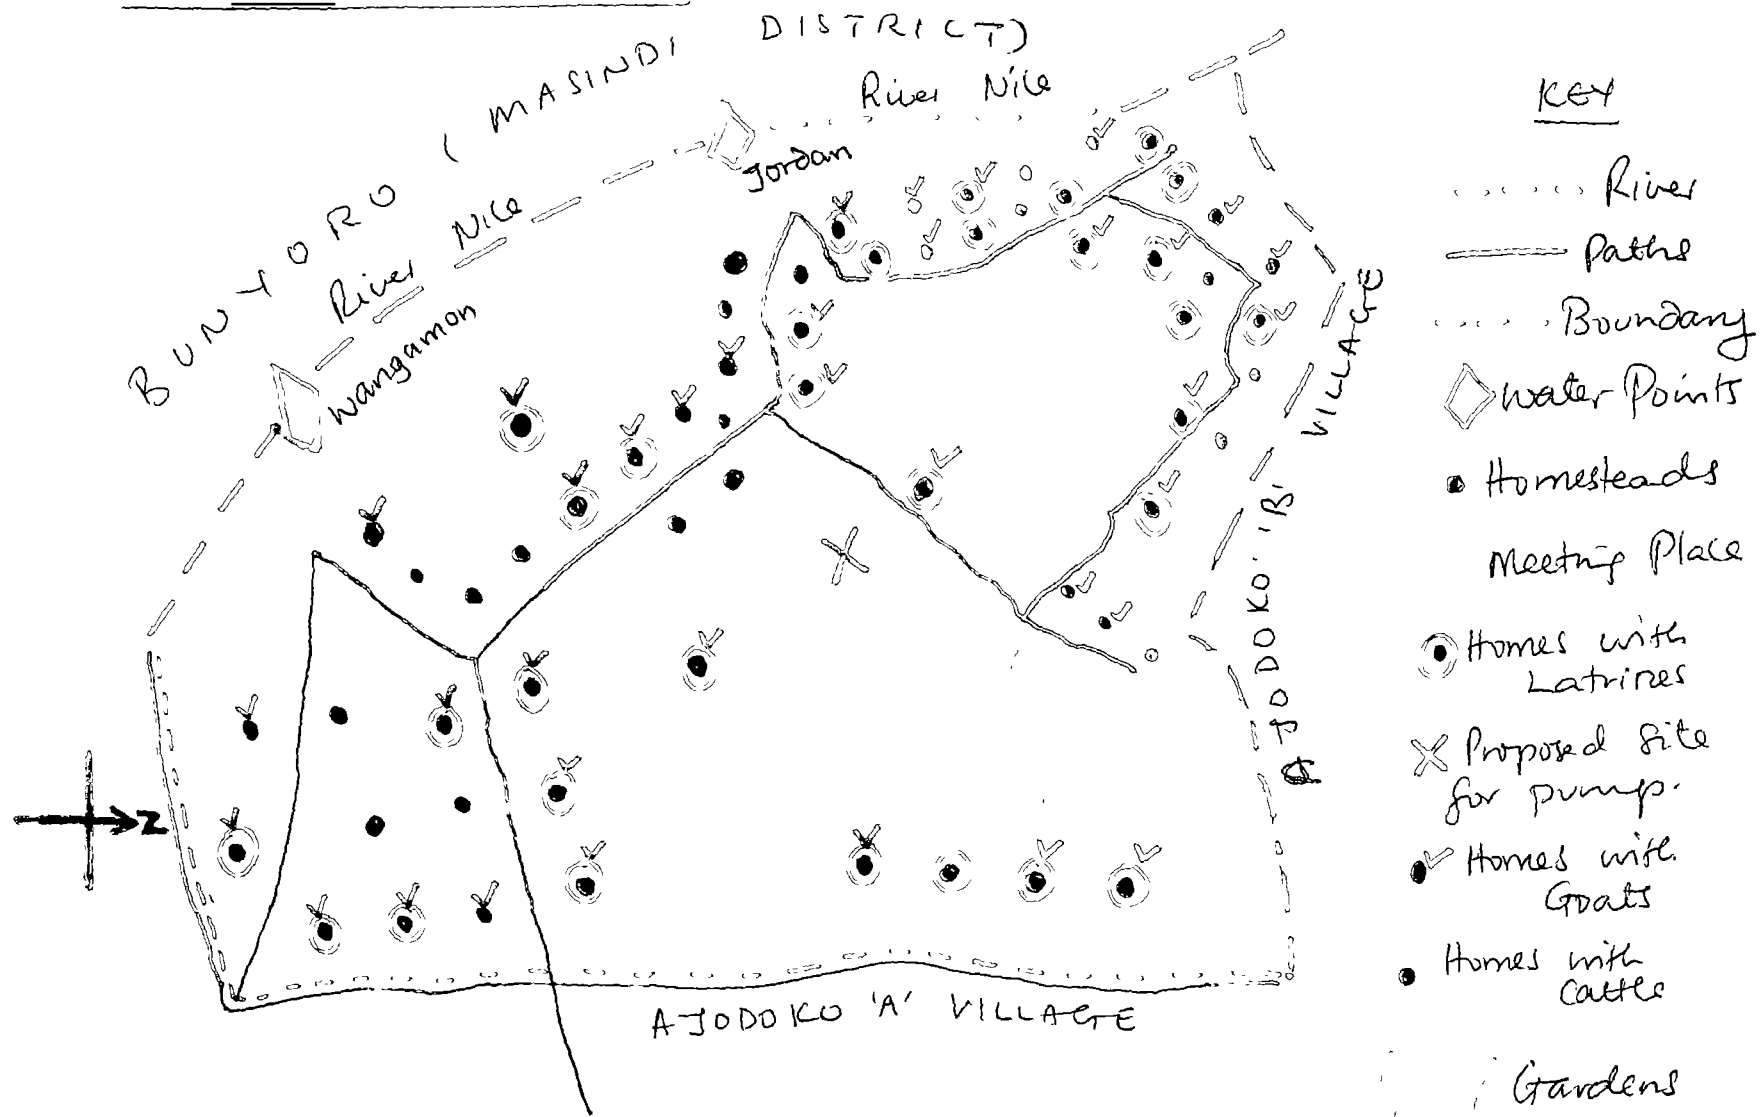 BUNYORO (MASINDI DISTRICT)
River Nile
River Nile
Jordan
Wangamon
AJODOKO 'B' VILLAGE
AJODOKO 'A' VILLAGE
Z
KEY
River
Paths
Boundary
Water Points
Homesteads
Meeting Place
Homes with
Latrines
Proposed Site
for pump.
Homes with
Goats
Homes with
Cattle
Gardens